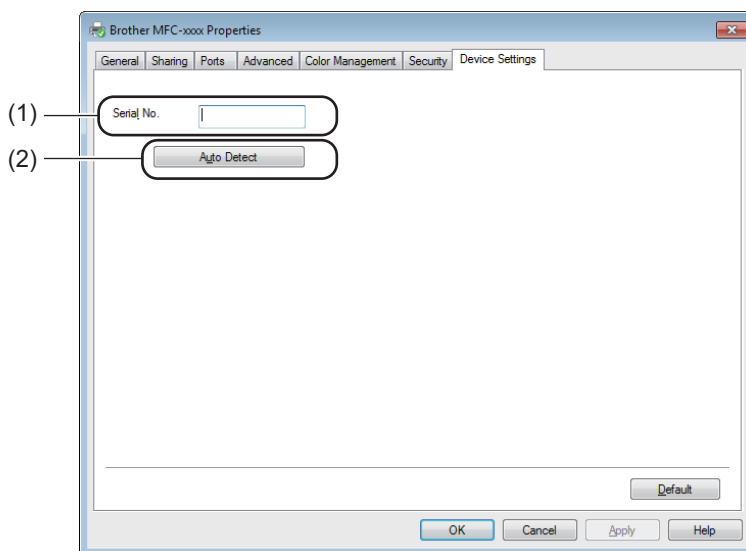 Brother MFC-xxxx Properties
General Sharing Ports Advanced Color Management Security Device Settings
(1) Serial No.
(2) Auto Detect
Default
OK Cancel Apply Help